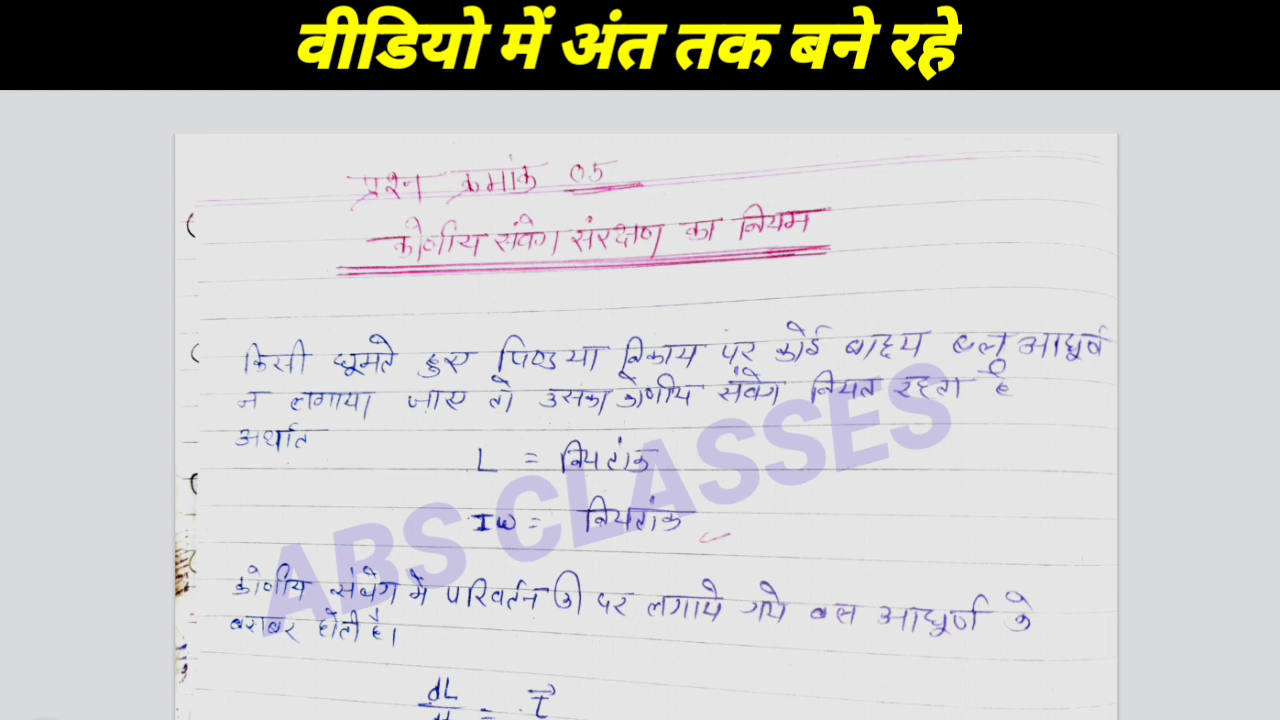 वीडियो में अंत तक बने रहे
प्रश्न क्रमांक 05
कोणीय संवेग संरक्षण का नियम
किसी घूमते हुए पिण्ड या निकाय पर कोई बाह्य बल आघूर्ण
न लगाया जाए तो उसका कोणीय संवेग नियत रहता है
अर्थात
L = नियतांक
Iω = नियतांक
ABS CLASSES
कोणीय संवेग में परिवर्तन की दर लगाये गये बल आघूर्ण के
बराबर होती है।
dL = τ⃗